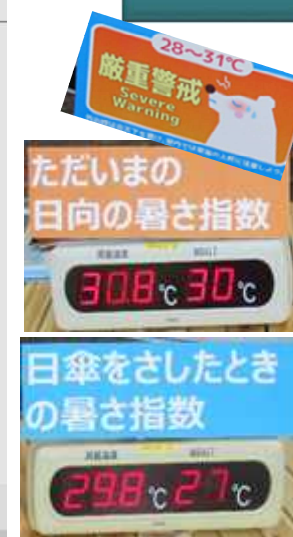 28～31℃
厳重警戒
Severe
Warning
ただいまの
日向の暑さ指数
30.8℃ 30℃
日傘をさしたとき
の暑さ指数
29.8℃ 27℃